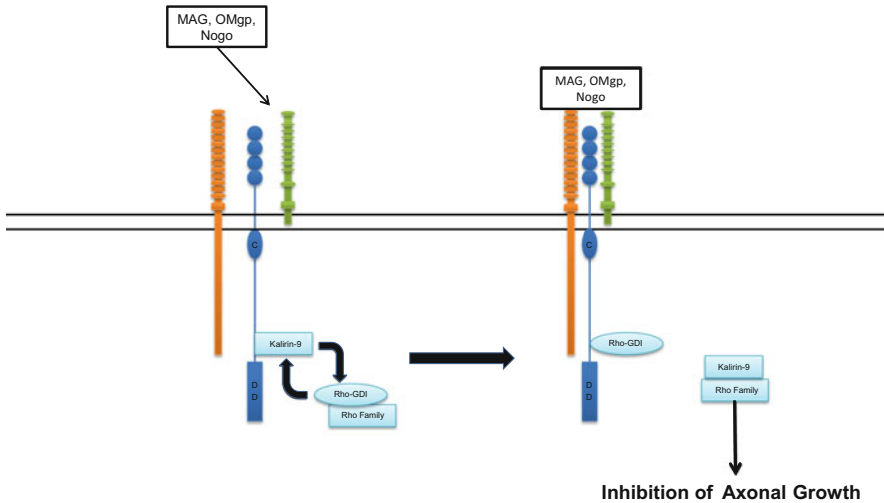 MAG, OMgp,
Nogo
C
Kalirin-9
Rho-GDI
Rho Family
D
D
MAG, OMgp,
Nogo
C
Rho-GDI
D
D
Kalirin-9
Rho Family
Inhibition of Axonal Growth